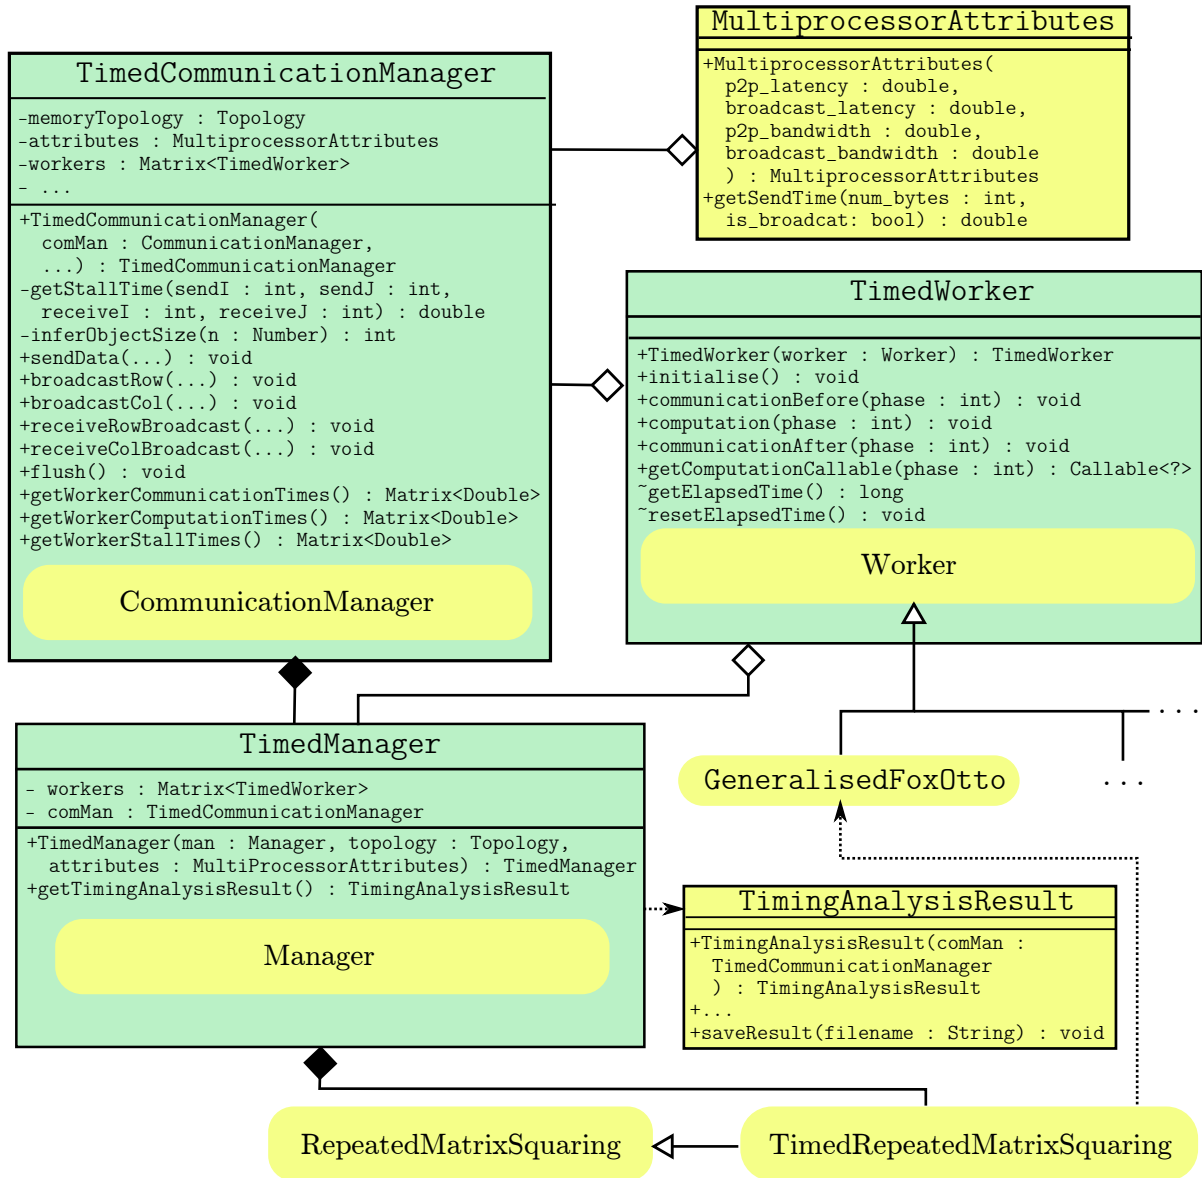 MultiprocessorAttributes
+MultiprocessorAttributes(
p2p_latency : double,
broadcast_latency : double,
p2p_bandwidth : double,
broadcast_bandwidth : double
) : MultiprocessorAttributes
+getSendTime(num_bytes : int,
is_broadcat: bool) : double
TimedCommunicationManager
-memoryTopology : Topology
-attributes : MultiprocessorAttributes
-workers : Matrix<TimedWorker>
- ...
+TimedCommunicationManager(
comMan : CommunicationManager,
...) : TimedCommunicationManager
-getStallTime(sendI : int, sendJ : int,
receiveI : int, receiveJ : int) : double
-inferObjectSize(n : Number) : int
+sendData(...) : void
+broadcastRow(...) : void
+broadcastCol(...) : void
+receiveRowBroadcast(...) : void
+receiveColBroadcast(...) : void
+flush() : void
+getWorkerCommunicationTimes() : Matrix<Double>
+getWorkerComputationTimes() : Matrix<Double>
+getWorkerStallTimes() : Matrix<Double>
CommunicationManager
TimedWorker
+TimedWorker(worker : Worker) : TimedWorker
+initialise() : void
+communicationBefore(phase : int) : void
+computation(phase : int) : void
+communicationAfter(phase : int) : void
+getComputationCallable(phase : int) : Callable<?>
~getElapsedTime() : long
~resetElapsedTime() : void
Worker
. . .
GeneralisedFoxOtto
. . .
TimedManager
- workers : Matrix<TimedWorker>
- comMan : TimedCommunicationManager
+TimedManager(man : Manager, topology : Topology,
attributes : MultiProcessorAttributes) : TimedManager
+getTimingAnalysisResult() : TimingAnalysisResult
Manager
TimingAnalysisResult
+TimingAnalysisResult(comMan :
TimedCommunicationManager
) : TimingAnalysisResult
+...
+saveResult(filename : String) : void
RepeatedMatrixSquaring
TimedRepeatedMatrixSquaring